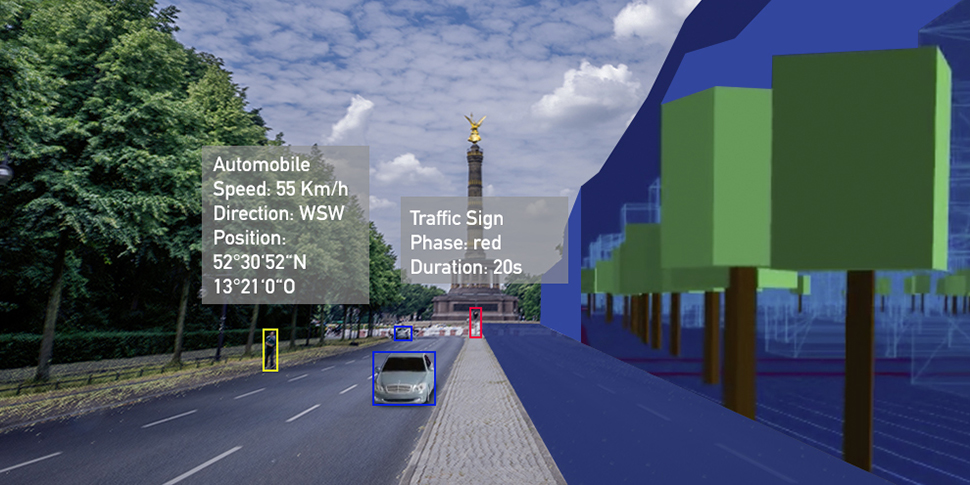 Automobile
Speed: 55 Km/h
Direction: WSW
Position:
52°30'52"N
13°21'0"O
Traffic Sign
Phase: red
Duration: 20s